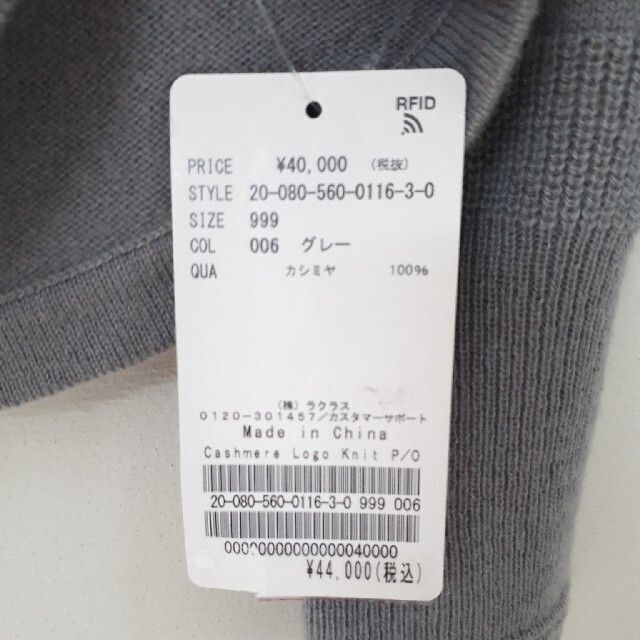 RFID
PRICE ¥40,000 (税抜)
STYLE 20-080-560-0116-3-0
SIZE 999
COL 006 グレー
QUA カシミヤ 100%
(株) ラクラス
0120-301457/カスタマーサポート
Made in China
Cashmere Logo Knit P/O
20-080-560-0116-3-0 999 006
¥44,000(税込)